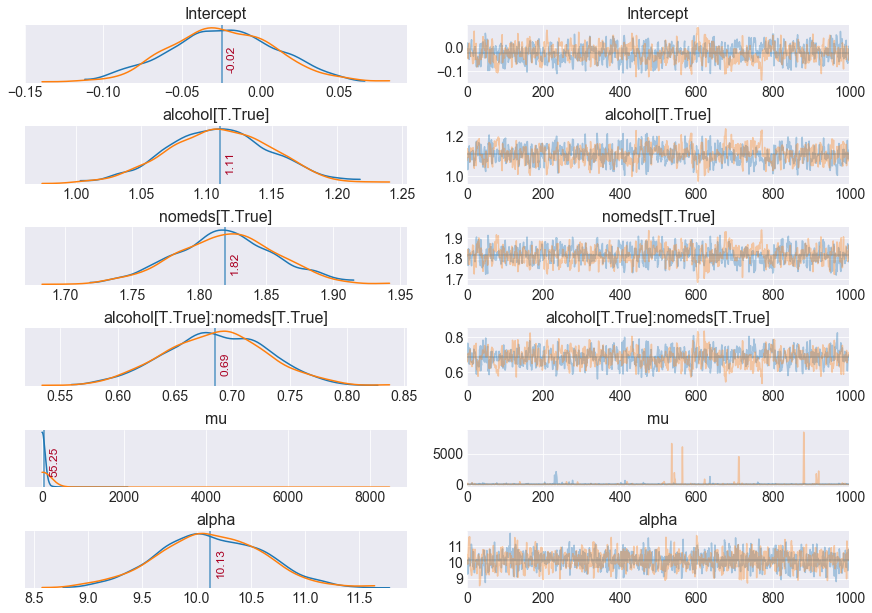 Intercept
Intercept
−0.02
0.0
−0.1
−0.15 −0.10 −0.05 0.00 0.05
0 200 400 600 800 1000
alcohol[T.True]
alcohol[T.True]
1.11
1.2
1.0
1.00 1.05 1.10 1.15 1.20 1.25
0 200 400 600 800 1000
nomeds[T.True]
nomeds[T.True]
1.82
1.9
1.8
1.7
1.70 1.75 1.80 1.85 1.90 1.95
0 200 400 600 800 1000
alcohol[T.True]:nomeds[T.True]
alcohol[T.True]:nomeds[T.True]
0.69
0.8
0.6
0.55 0.60 0.65 0.70 0.75 0.80 0.85
0 200 400 600 800 1000
mu
mu
55.25
5000
0
0 2000 4000 6000 8000
0 200 400 600 800 1000
alpha
alpha
10.13
11
10
9
8.5 9.0 9.5 10.0 10.5 11.0 11.5
0 200 400 600 800 1000